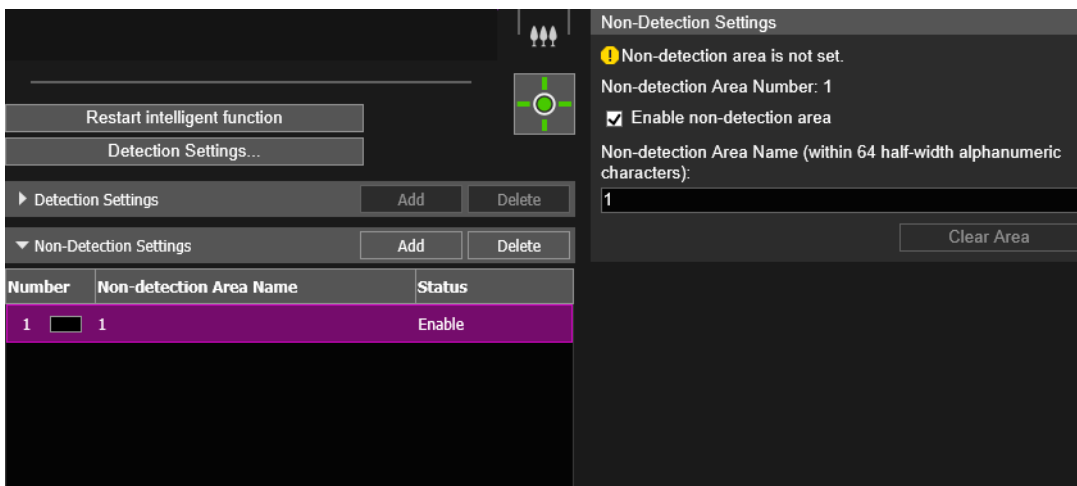 Restart intelligent function
Detection Settings...
Detection Settings Add Delete
Non-Detection Settings Add Delete
Number Non-detection Area Name Status
1 1 Enable
Non-Detection Settings
Non-detection area is not set.
Non-detection Area Number: 1
Enable non-detection area
Non-detection Area Name (within 64 half-width alphanumeric
characters):
1
Clear Area